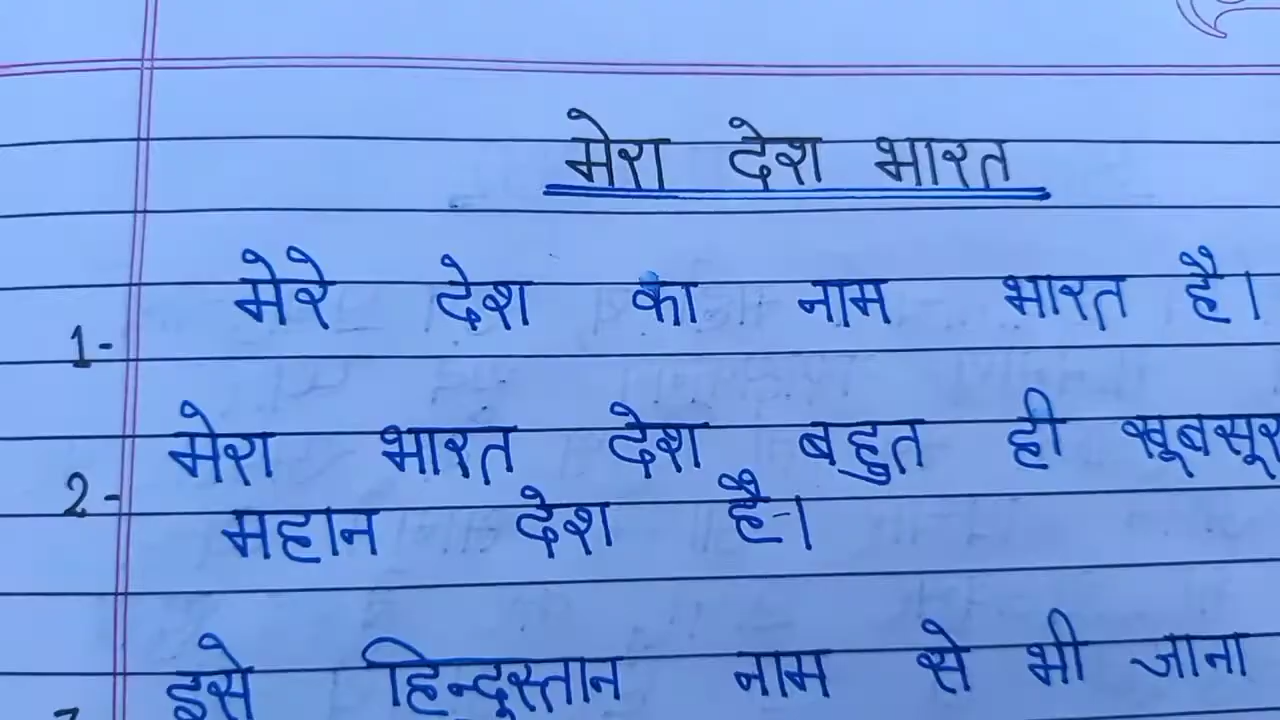 मेरा देश भारत
1- मेरे देश का नाम भारत है।
2- मेरा भारत देश बहुत ही
महान देश है।
इसे हिन्दुस्तान नाम से भी जाना